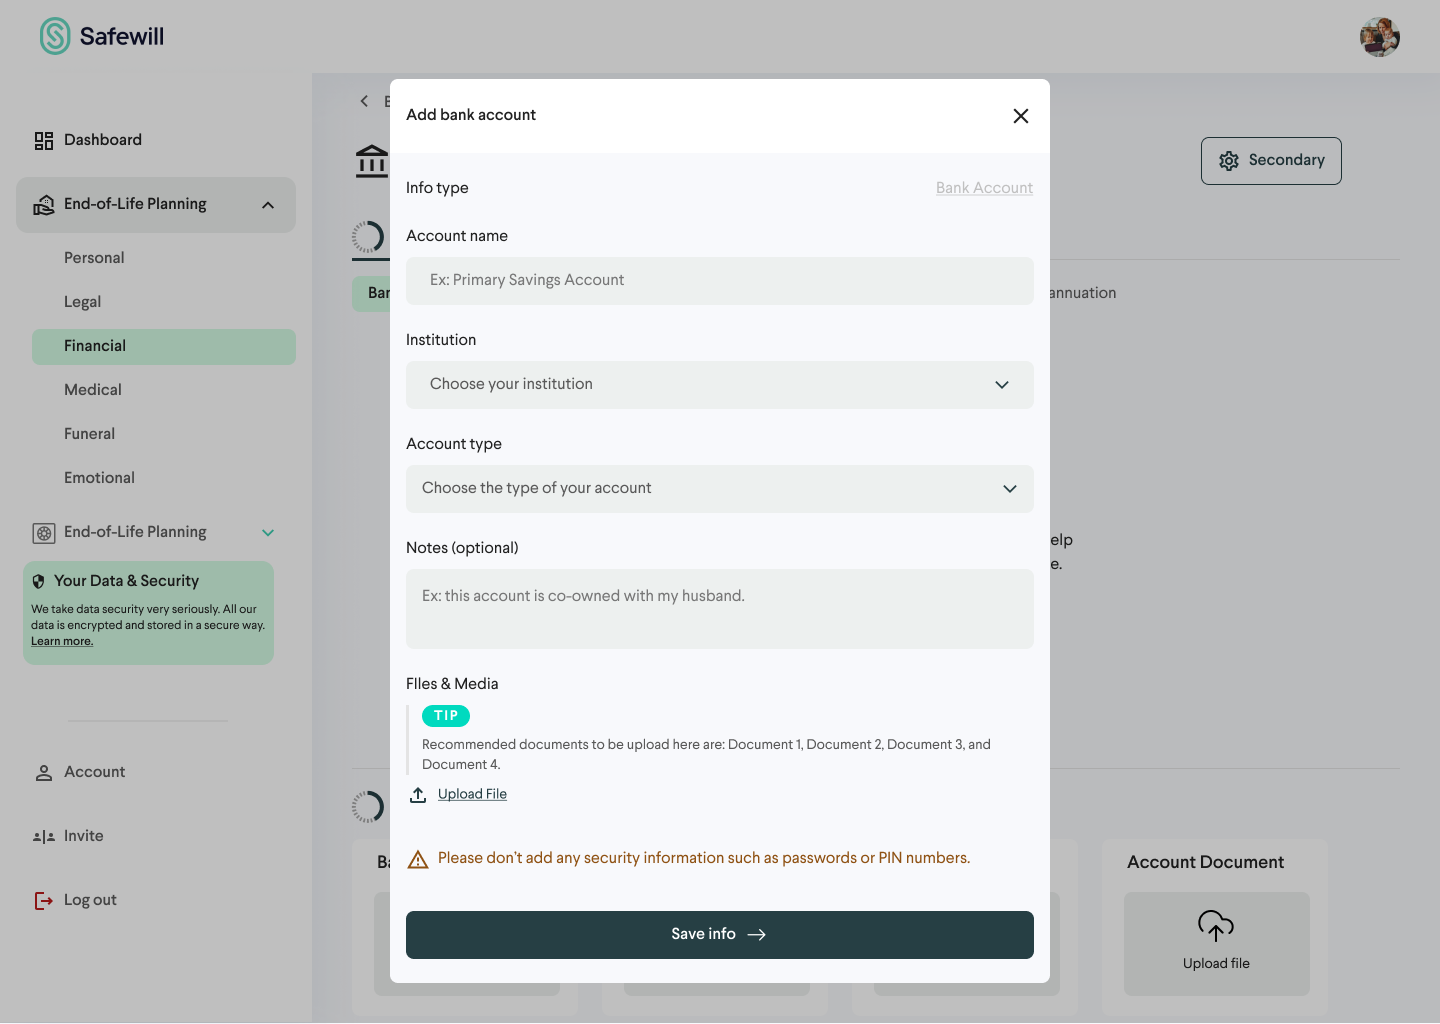 Safewill
Dashboard
End-of-Life Planning
Personal
Legal
Financial
Medical
Funeral
Emotional
End-of-Life Planning
Your Data & Security
We take data security very seriously. All our
data is encrypted and stored in a secure way.
Learn more.
Account
Invite
Log out
Secondary
annuation
elp
e.
Add bank account
Info type
Bank Account
Account name
Ex: Primary Savings Account
Institution
Choose your institution
Account type
Choose the type of your account
Notes (optional)
Ex: this account is co-owned with my husband.
FIles & Media
TIP
Recommended documents to be upload here are: Document 1, Document 2, Document 3, and
Document 4.
Upload File
Please don't add any security information such as passwords or PIN numbers.
Save info
Account Document
Upload file